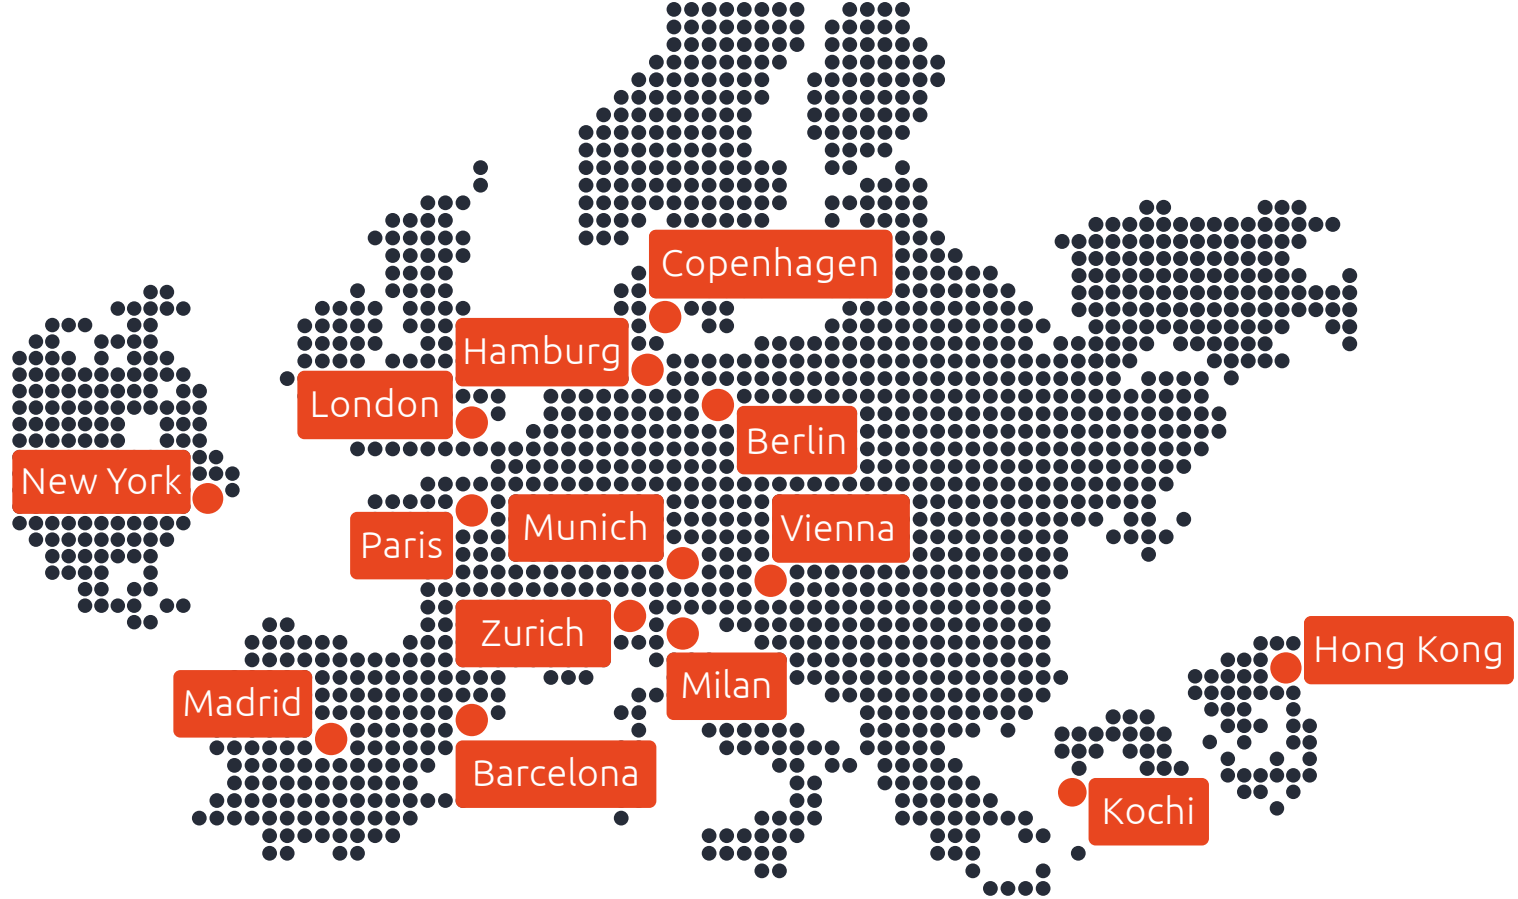 Copenhagen
Hamburg
London
Berlin
New York
Munich
Vienna
Paris
Zurich
Hong Kong
Milan
Madrid
Barcelona
Kochi